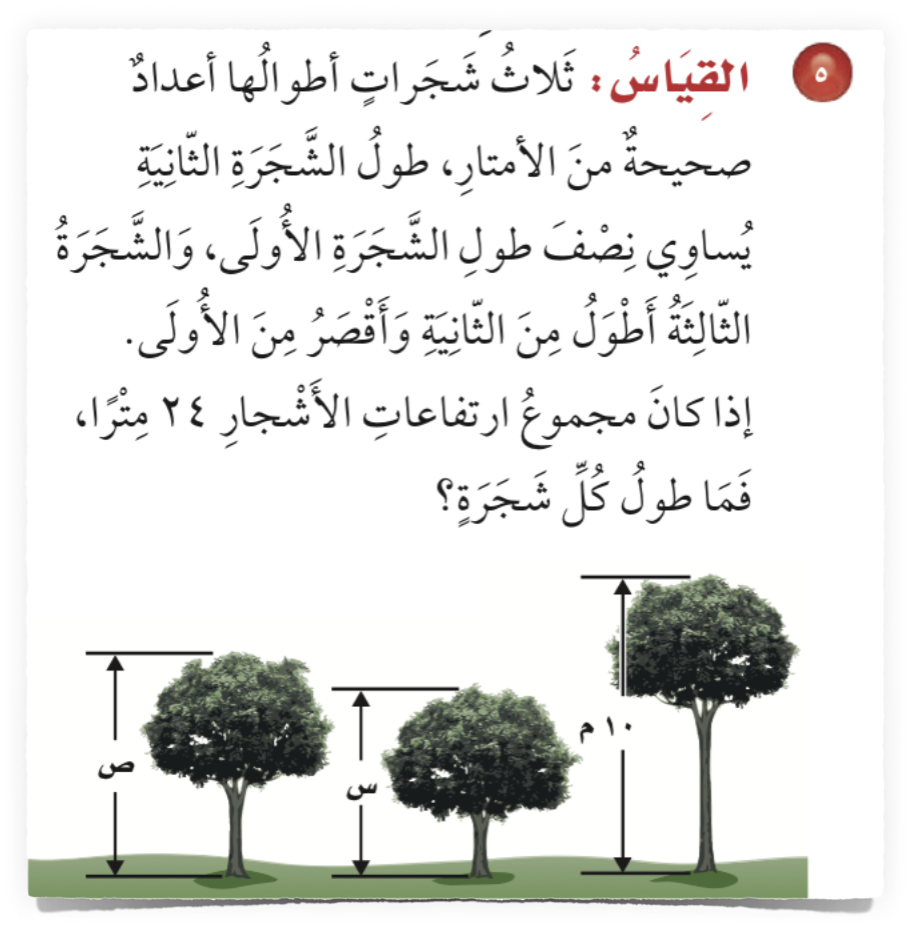 ٥ القِيَاسُ: ثَلاثُ شَجَراتٍ أطوالُها أعدادٌ
صحيحةٌ منَ الأمتارِ، طولُ الشَّجَرَةِ الثّانِيَةِ
يُساوِي نِصْفَ طولِ الشَّجَرَةِ الأُولَى، وَالشَّجَرَةُ
الثّالِثَةُ أَطْوَلُ مِنَ الثّانِيَةِ وَأَقْصَرُ مِنَ الأُولَى.
إذا كانَ مجموعُ ارتفاعاتِ الأَشْجارِ ٢٤ مِتْرًا،
فَمَا طولُ كُلِّ شَجَرَةٍ؟
١٠ م
س
ص